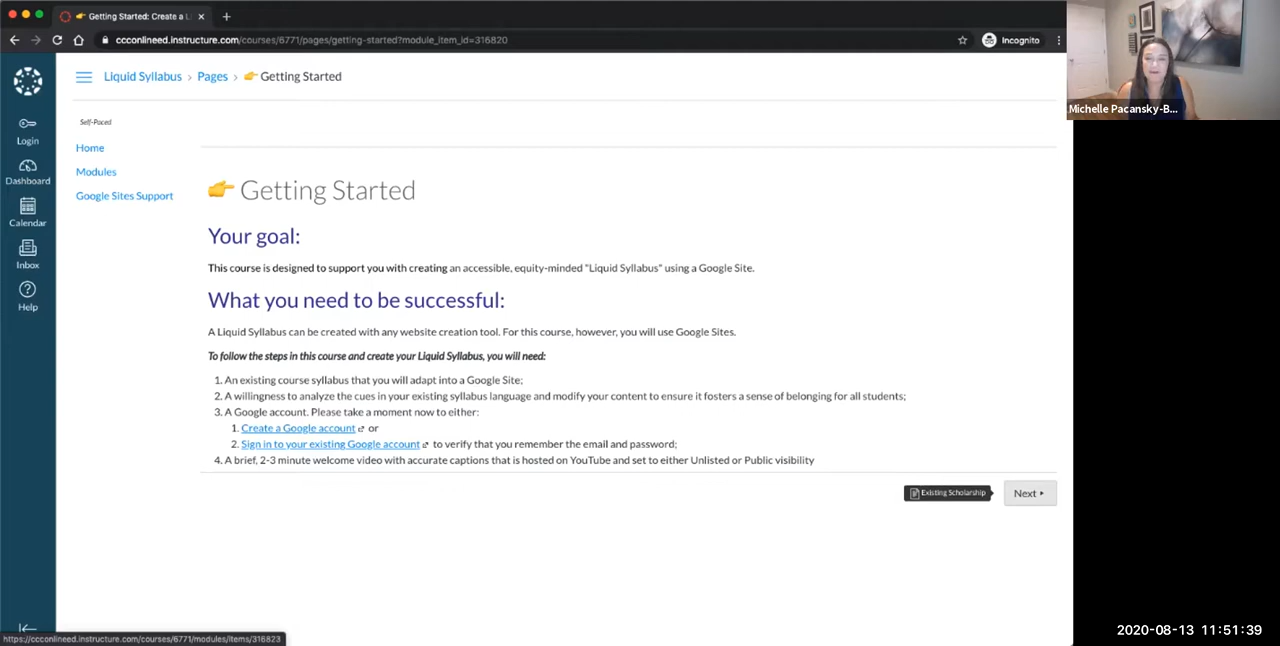 Getting Started: Create a Li
ccconlineed.instructure.com/courses/6771/pages/getting-started?module_item_id=316820
Incognito
Michelle Pacansky-B...
Liquid Syllabus › Pages › 👉 Getting Started
Login
Dashboard
Calendar
Inbox
Help
Self-Paced
Home
Modules
Google Sites Support
👉 Getting Started
Your goal:
This course is designed to support you with creating an accessible, equity-minded "Liquid Syllabus" using a Google Site.
What you need to be successful:
A Liquid Syllabus can be created with any website creation tool. For this course, however, you will use Google Sites.
To follow the steps in this course and create your Liquid Syllabus, you will need:
1. An existing course syllabus that you will adapt into a Google Site;
2. A willingness to analyze the cues in your existing syllabus language and modify your content to ensure it fosters a sense of belonging for all students;
3. A Google account. Please take a moment now to either:
1. Create a Google account or
2. Sign in to your existing Google account to verify that you remember the email and password;
4. A brief, 2-3 minute welcome video with accurate captions that is hosted on YouTube and set to either Unlisted or Public visibility
Existing Scholarship
Next
https://ccconlineed.instructure.com/courses/6771/modules/items/316823
2020-08-13 11:51:39